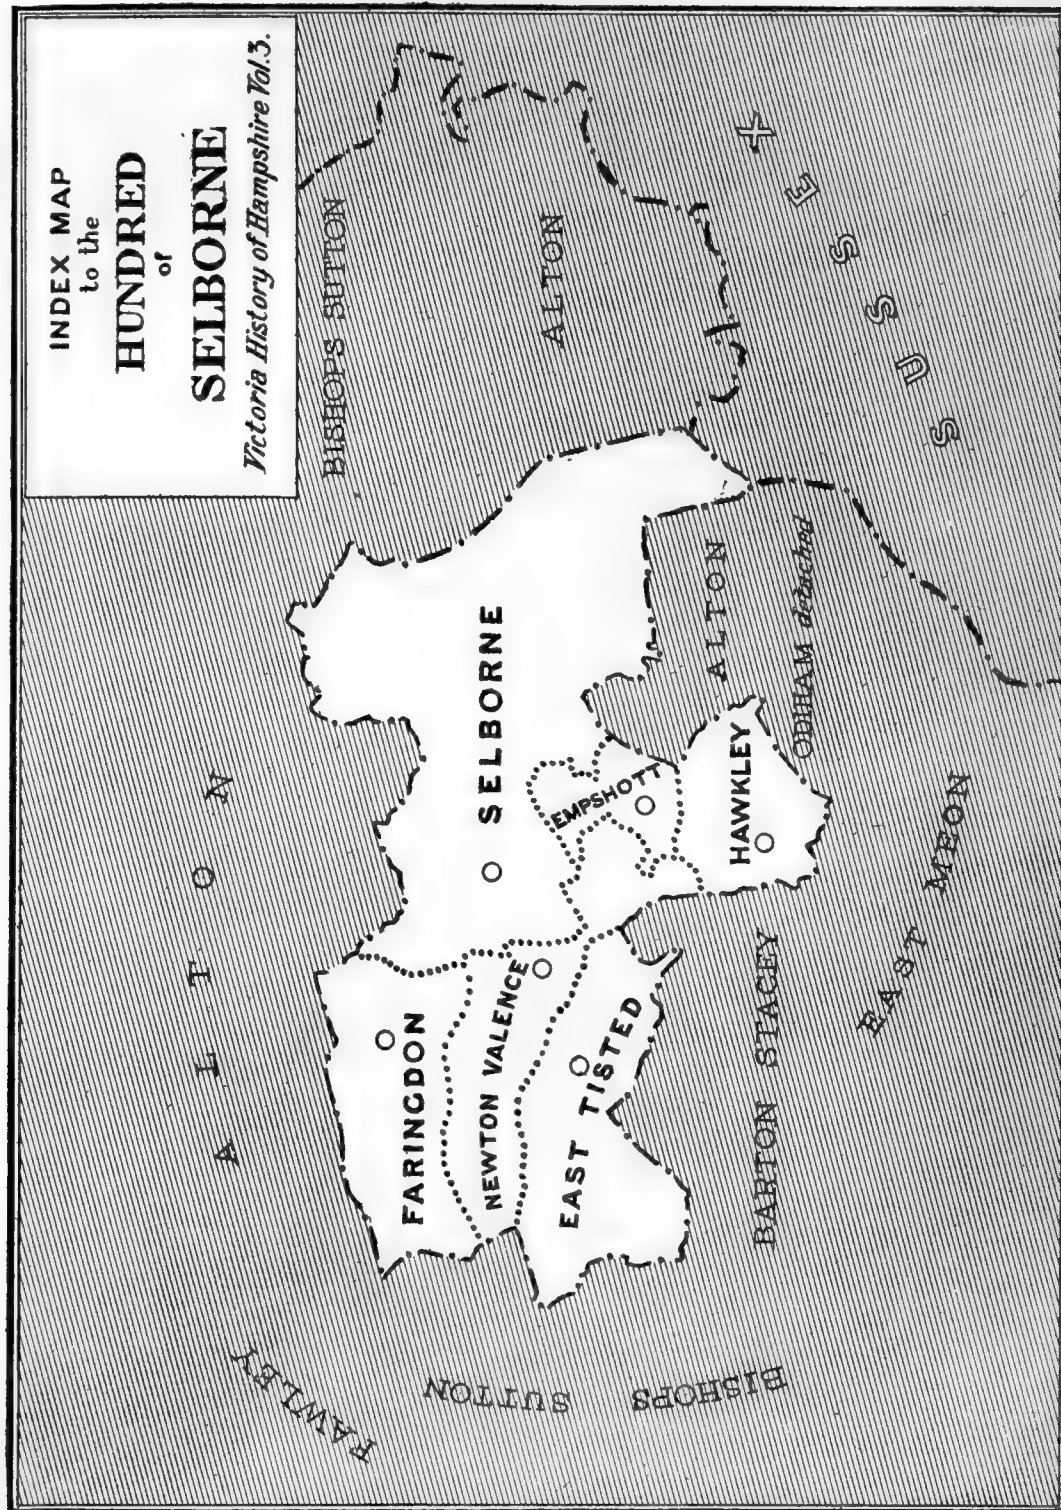 INDEX MAP
to the
HUNDRED
of
SELBORNE
Victoria History of Hampshire Vol. 3.
BISHOPS SUTTON
ALTON
SUSSEX
ALTON
FAWLEY
BISHOPS SUTTON
FARINGDON
NEWTON VALENCE
EAST TISTED
SELBORNE
EMPSHOTT
HAWKLEY
ALTON
ODIHAM detached
BARTON STACEY
EAST MEON